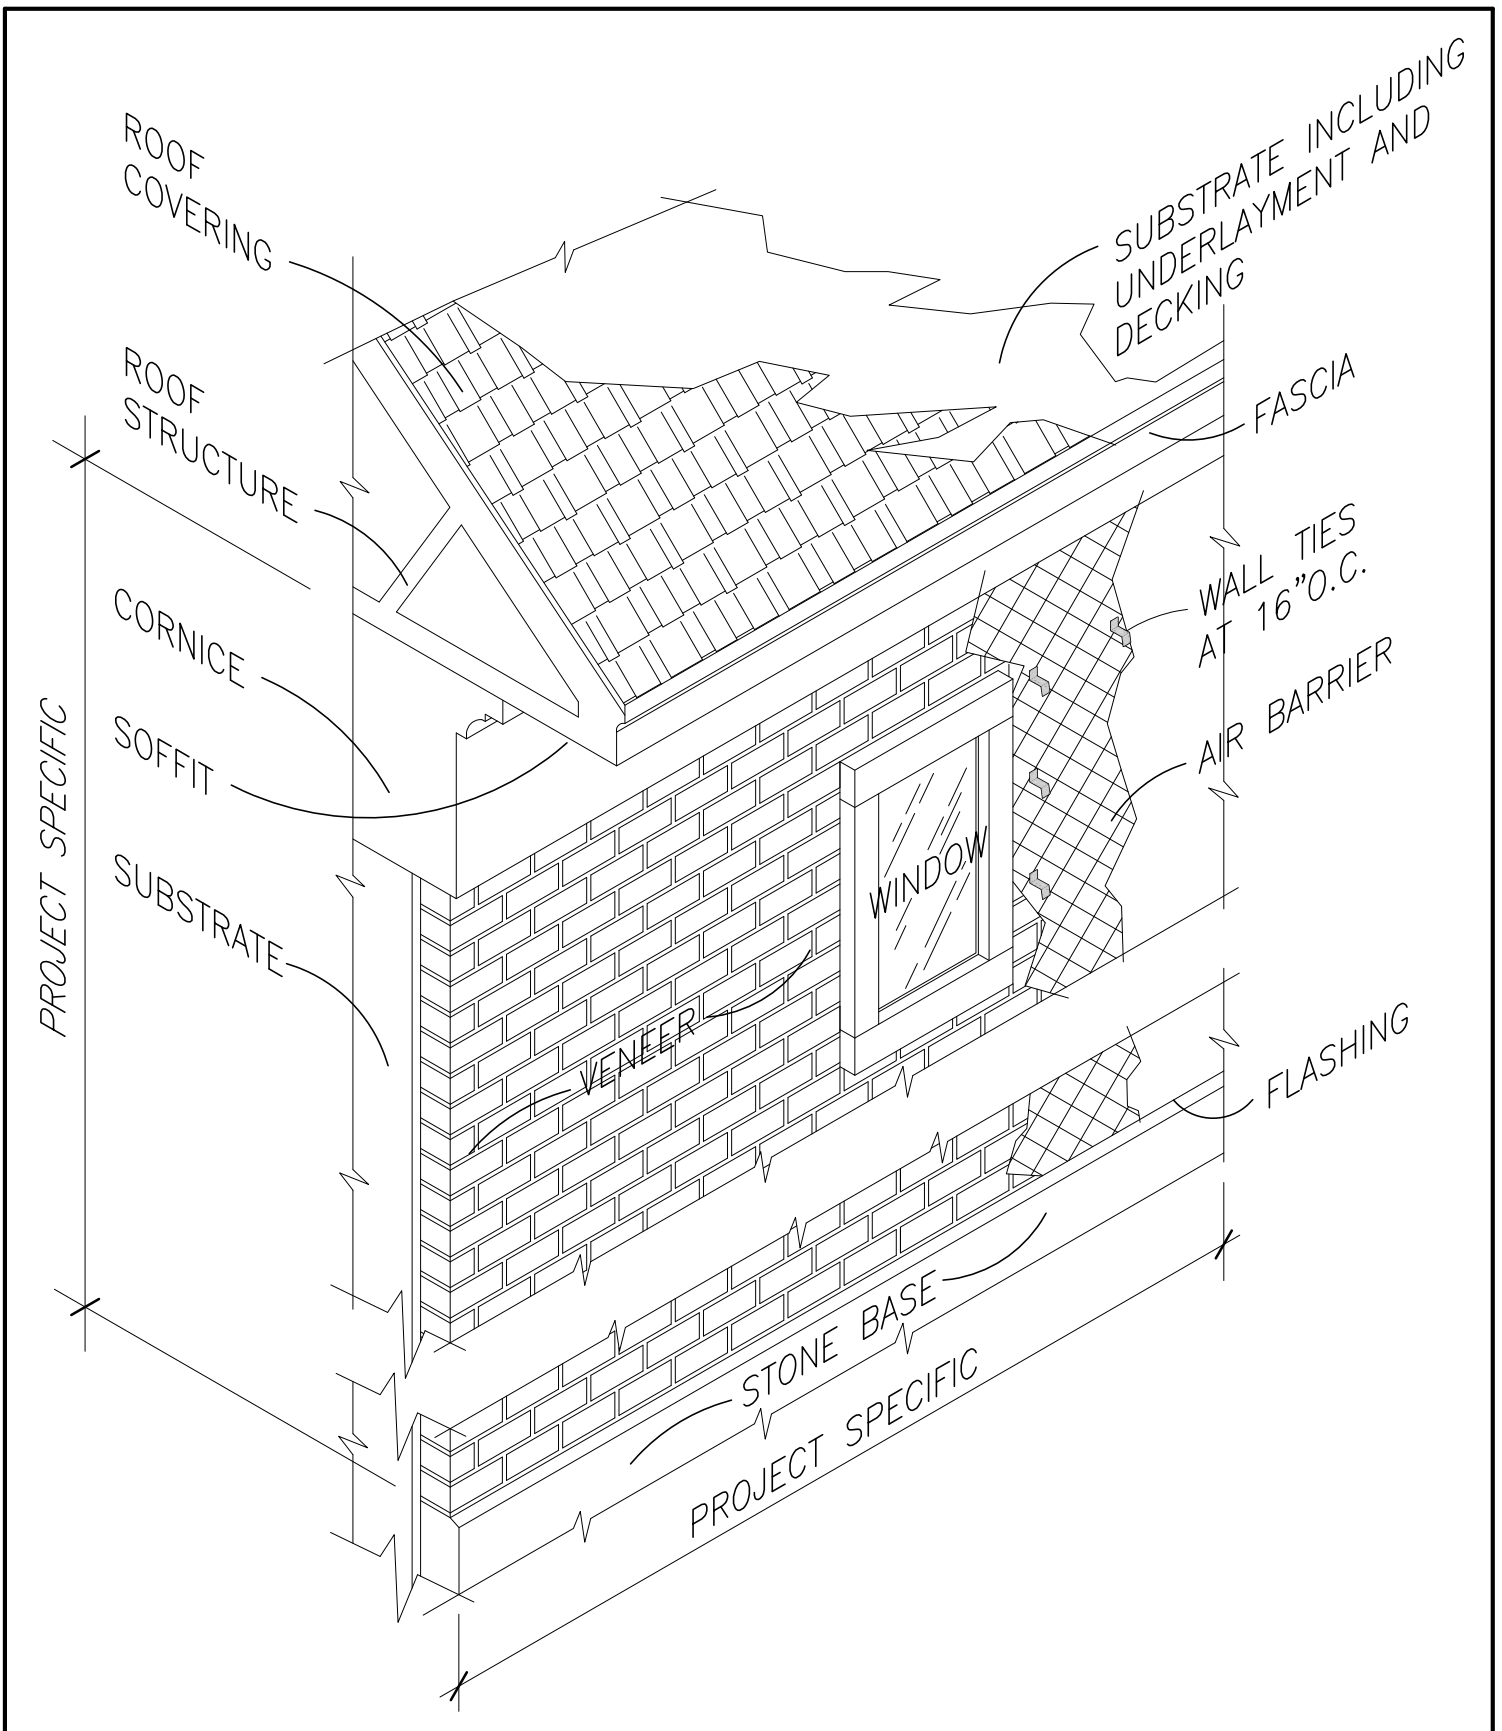 ROOF
COVERING
SUBSTRATE INCLUDING
UNDERLAYMENT AND
DECKING
ROOF
STRUCTURE
FASCIA
CORNICE
WALL TIES
AT 16"O.C.
SOFFIT
AIR BARRIER
PROJECT SPECIFIC
SUBSTRATE
WINDOW
VENEER
FLASHING
STONE BASE
PROJECT SPECIFIC